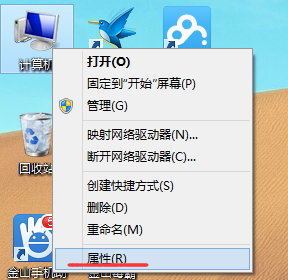 计算机
打开(O)
固定到“开始”屏幕(P)
管理(G)
映射网络驱动器(N)...
断开网络驱动器(C)...
回收站
创建快捷方式(S)
删除(D)
重命名(M)
属性(R)
金山手机助